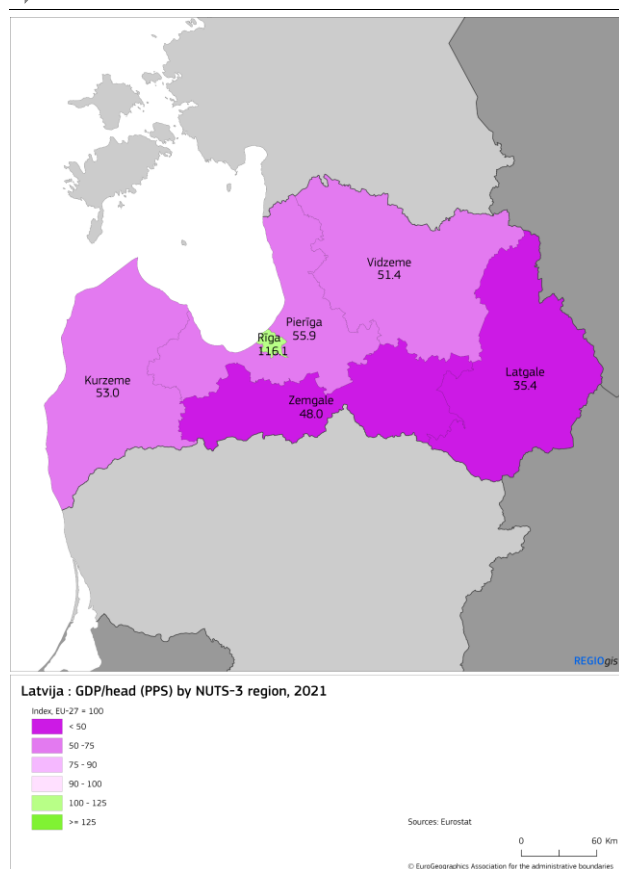 Vidzeme
51.4
Pierīga
55.9
Rīga
116.1
Kurzeme
53.0
Latgale
35.4
Zemgale
48.0
REGIOgis
Latvija : GDP/head (PPS) by NUTS-3 region, 2021
Index, EU-27 = 100
< 50
50 -75
75 - 90
90 - 100
100 - 125
>= 125
Sources: Eurostat
0 60 Km
© EuroGeographics Association for the administrative boundaries